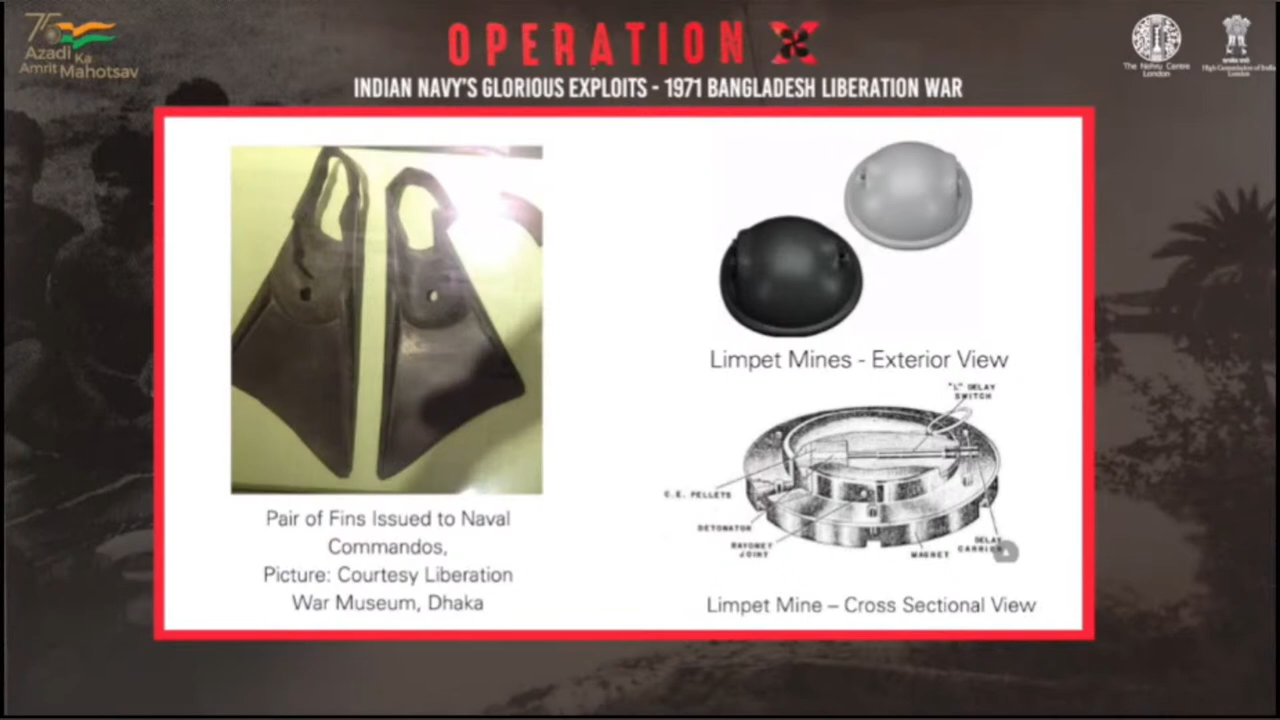 75
Azadi Ka
Amrit Mahotsav
OPERATION X
INDIAN NAVY'S GLORIOUS EXPLOITS - 1971 BANGLADESH LIBERATION WAR
The Nehru Centre
London
High Commission of India
London
Pair of Fins Issued to Naval
Commandos,
Picture: Courtesy Liberation
War Museum, Dhaka
Limpet Mines - Exterior View
"L" DELAY
SWITCH
C.E. PELLETS
DETONATOR
BAYONET
JOINT
MAGNET
DELAY
CARRIER
Limpet Mine – Cross Sectional View